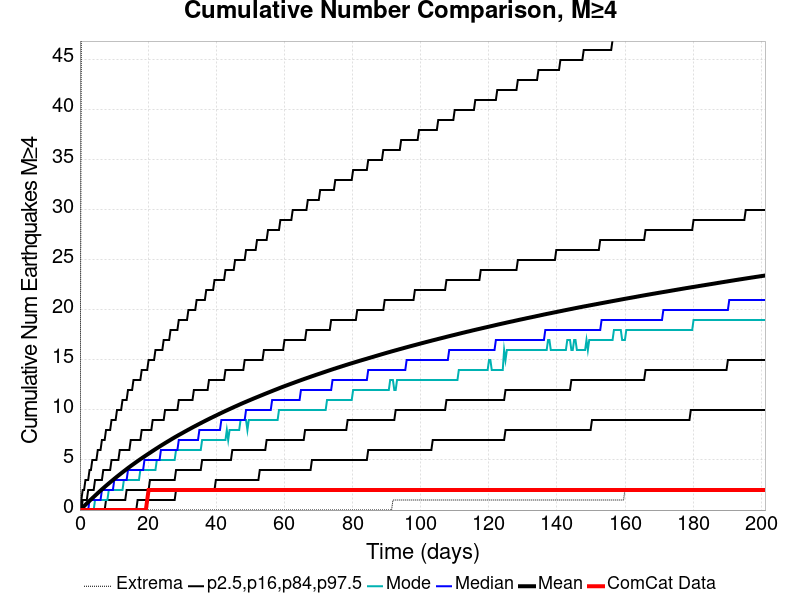 Cumulative Number Comparison, M≥4
Cumulative Num Earthquakes M≥4
45
40
35
30
25
20
15
10
5
0
0 20 40 60 80 100 120 140 160 180 200
Time (days)
Extrema p2.5,p16,p84,p97.5 Mode Median Mean ComCat Data